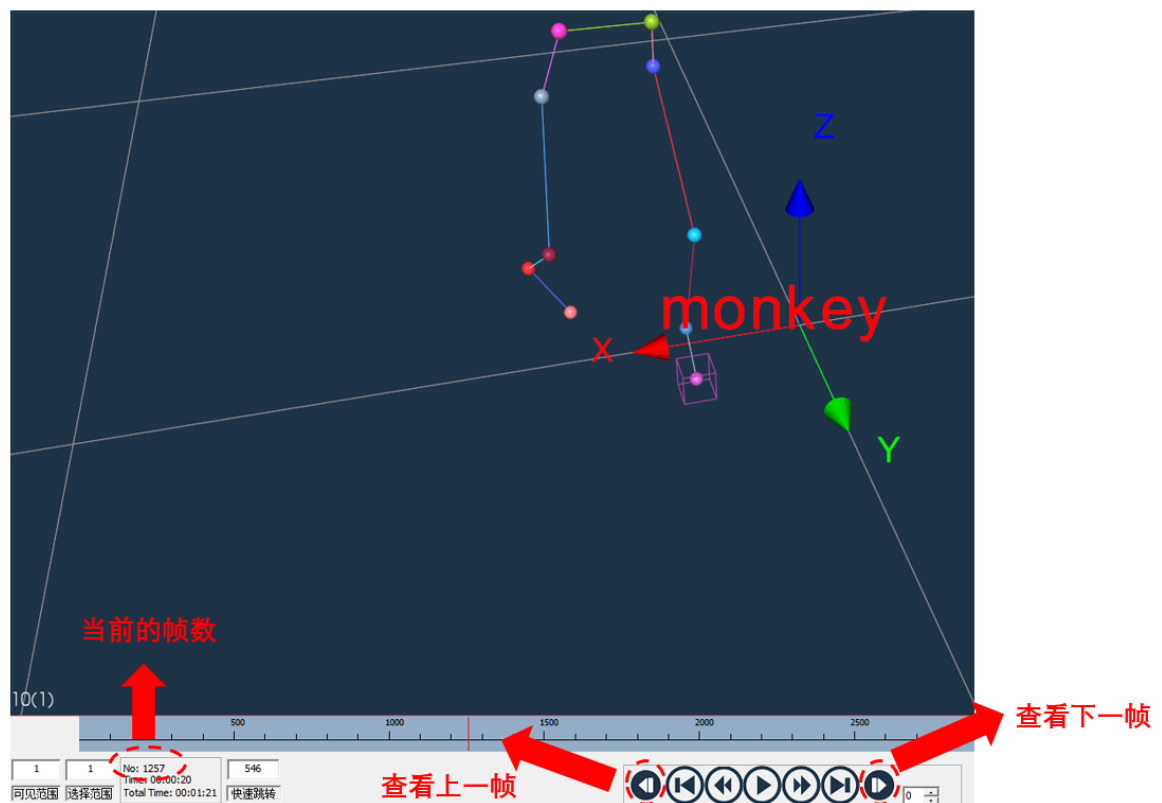 Z
monkey
X
Y
当前的帧数
10(1)
500
1000
1500
2000
2500
查看下一帧
1
1
No: 1257
546
Time: 00:00:20
Total Time: 00:01:21
可见范围
选择范围
快速跳转
查看上一帧
0